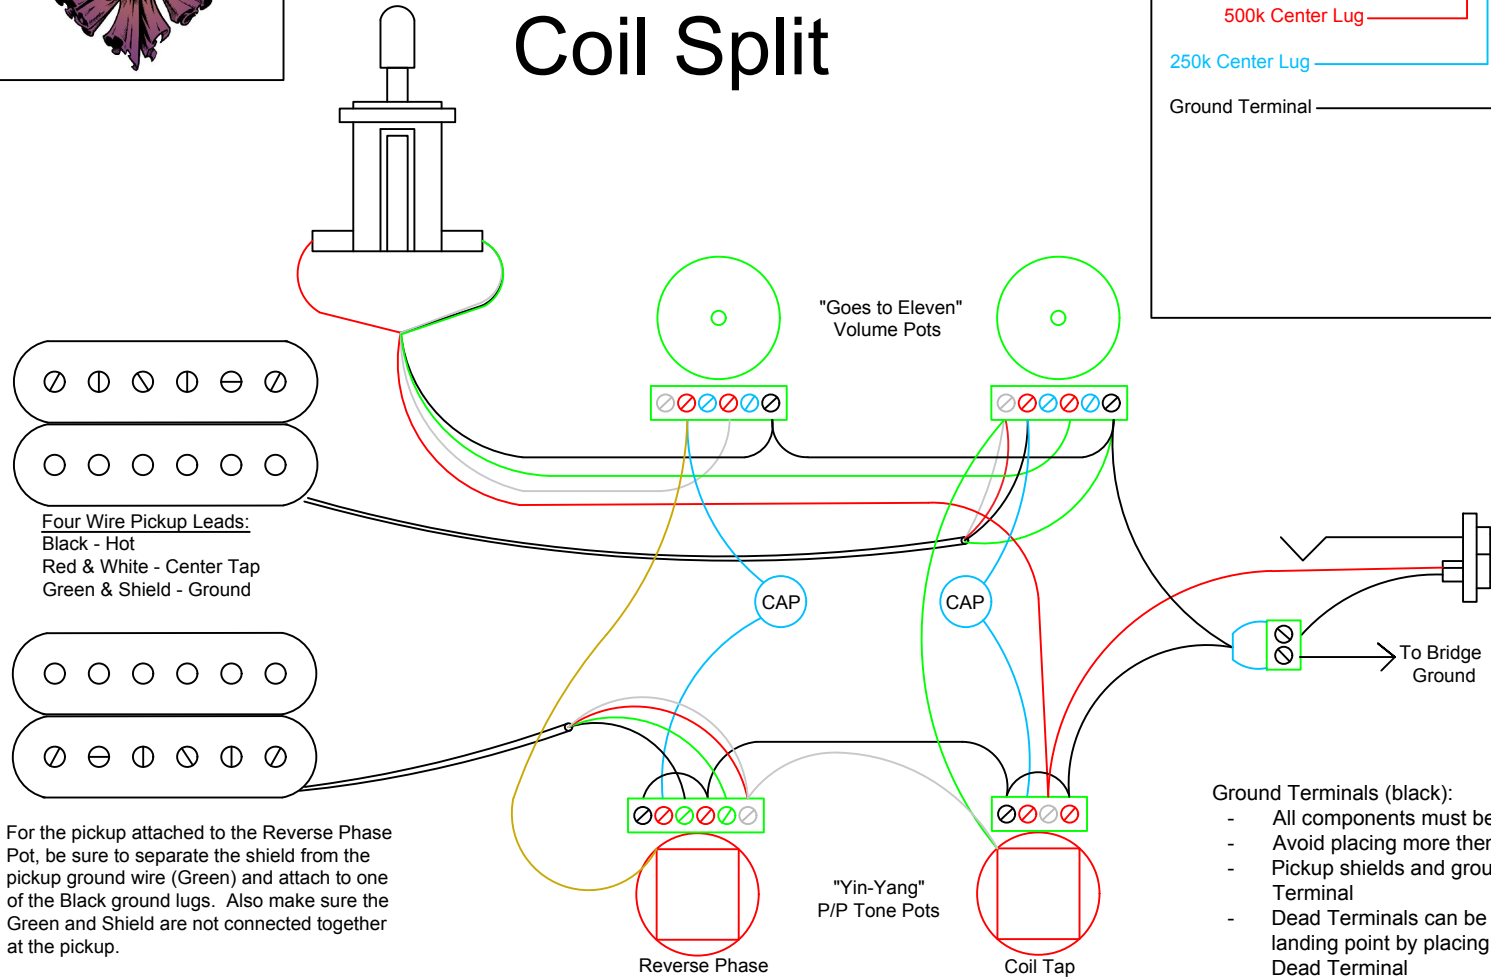 Coil Split
500k Center Lug
250k Center Lug
Ground Terminal
"Goes to Eleven"
Volume Pots
Four Wire Pickup Leads:
Black - Hot
Red & White - Center Tap
Green & Shield - Ground
CAP
CAP
To Bridge
Ground
For the pickup attached to the Reverse Phase
Pot, be sure to separate the shield from the
pickup ground wire (Green) and attach to one
of the Black ground lugs.  Also make sure the
Green and Shield are not connected together
at the pickup.
"Yin-Yang"
P/P Tone Pots
Reverse Phase
Coil Tap
Ground Terminals (black):
- All components must be
- Avoid placing more then
- Pickup shields and grou
Terminal
- Dead Terminals can be
landing point by placing
Dead Terminal